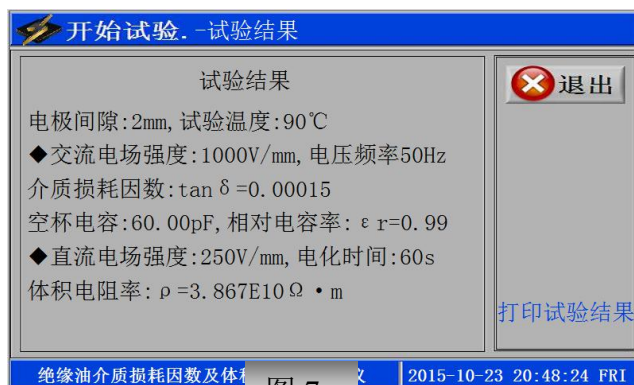 开始试验.-试验结果
试验结果
电极间隙:2mm,试验温度:90℃
◆交流电场强度:1000V/mm,电压频率50Hz
介质损耗因数:tanδ=0.00015
空杯电容:60.00pF,相对电容率:εr=0.99
◆直流电场强度:250V/mm,电化时间:60s
体积电阻率:ρ=3.867E10Ω•m
退出
打印试验结果
绝缘油介质损耗因数及体
2015-10-23 20:48:24 FRI